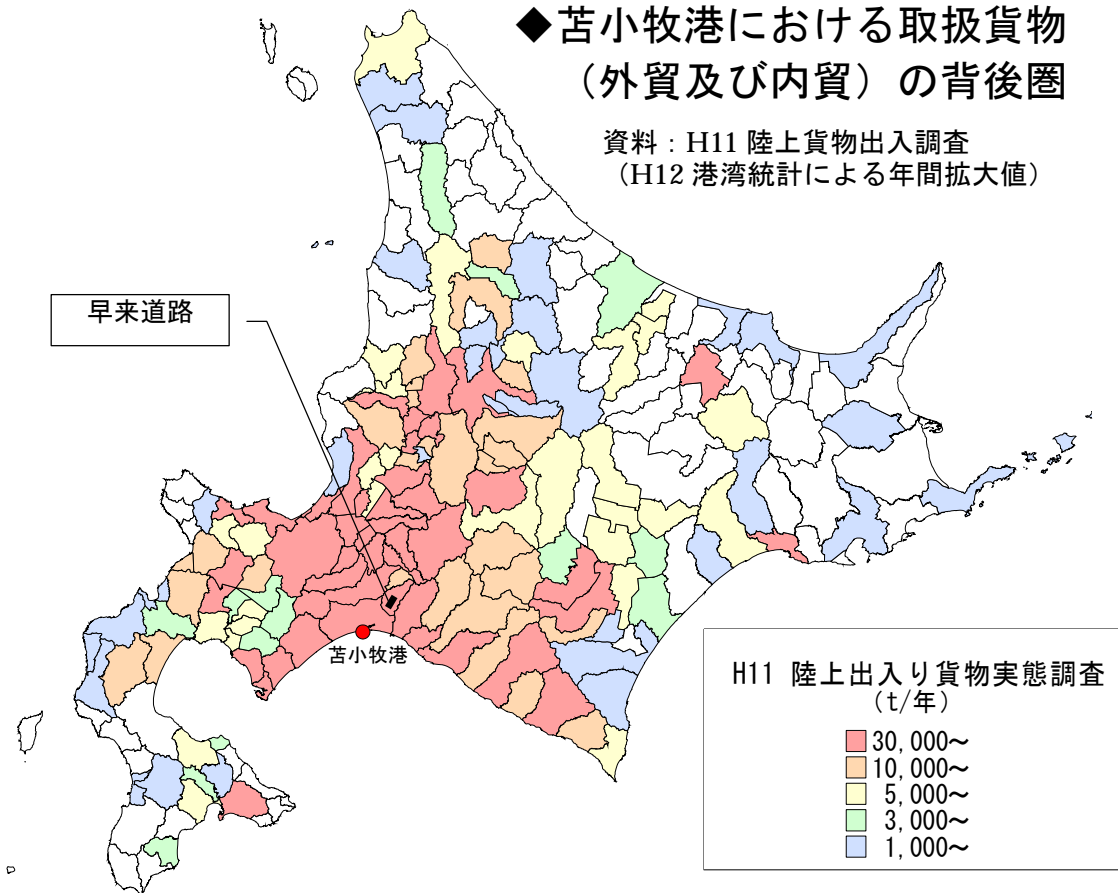 ◆苫小牧港における取扱貨物
（外貿及び内貿）の背後圏
資料：H11 陸上貨物出入調査
（H12 港湾統計による年間拡大値）
早来道路
苫小牧港
H11 陸上出入り貨物実態調査
(t/年)
30,000～
10,000～
5,000～
3,000～
1,000～